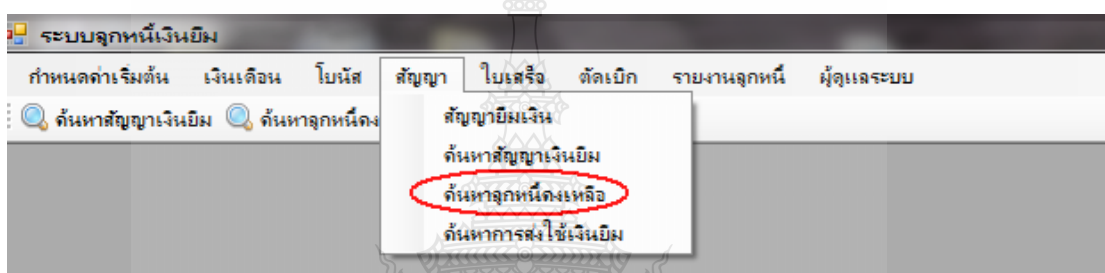 ระบบลูกหนี้เงินยืม
กำหนดค่าเริ่มต้น เงินเดือน โบนัส สัญญา ใบเสร็จ ตัดเบิก รายงานลูกหนี้ ผู้ดูแลระบบ
ค้นหาสัญญาเงินยืม ค้นหาลูกหนี้คง
สัญญายืมเงิน
ค้นหาสัญญาเงินยืม
ค้นหาลูกหนี้คงเหลือ
ค้นหาการส่งใช้เงินยืม